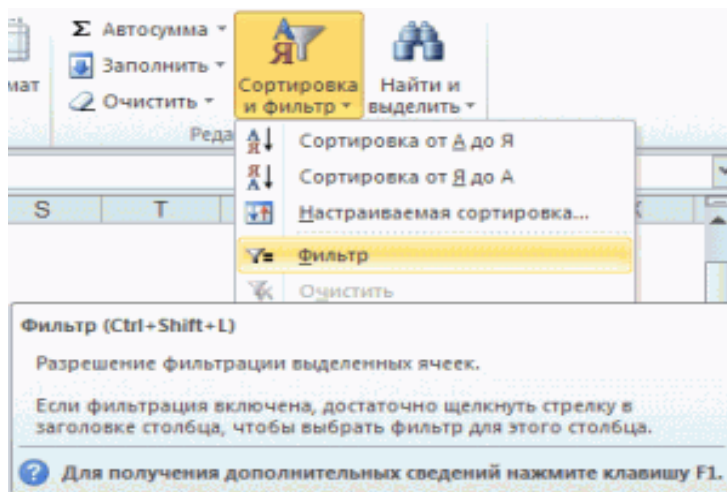 Автосумма
Заполнить
мат
Сортировка и фильтр
Найти и выделить
Очистить
Реда
Сортировка от А до Я
Сортировка от Я до А
Настраиваемая сортировка...
S T
Фильтр
Очистить
Фильтр (Ctrl+Shift+L)
Разрешение фильтрации выделенных ячеек.
Если фильтрация включена, достаточно щелкнуть стрелку в
заголовке столбца, чтобы выбрать фильтр для этого столбца.
Для получения дополнительных сведений нажмите клавишу F1.